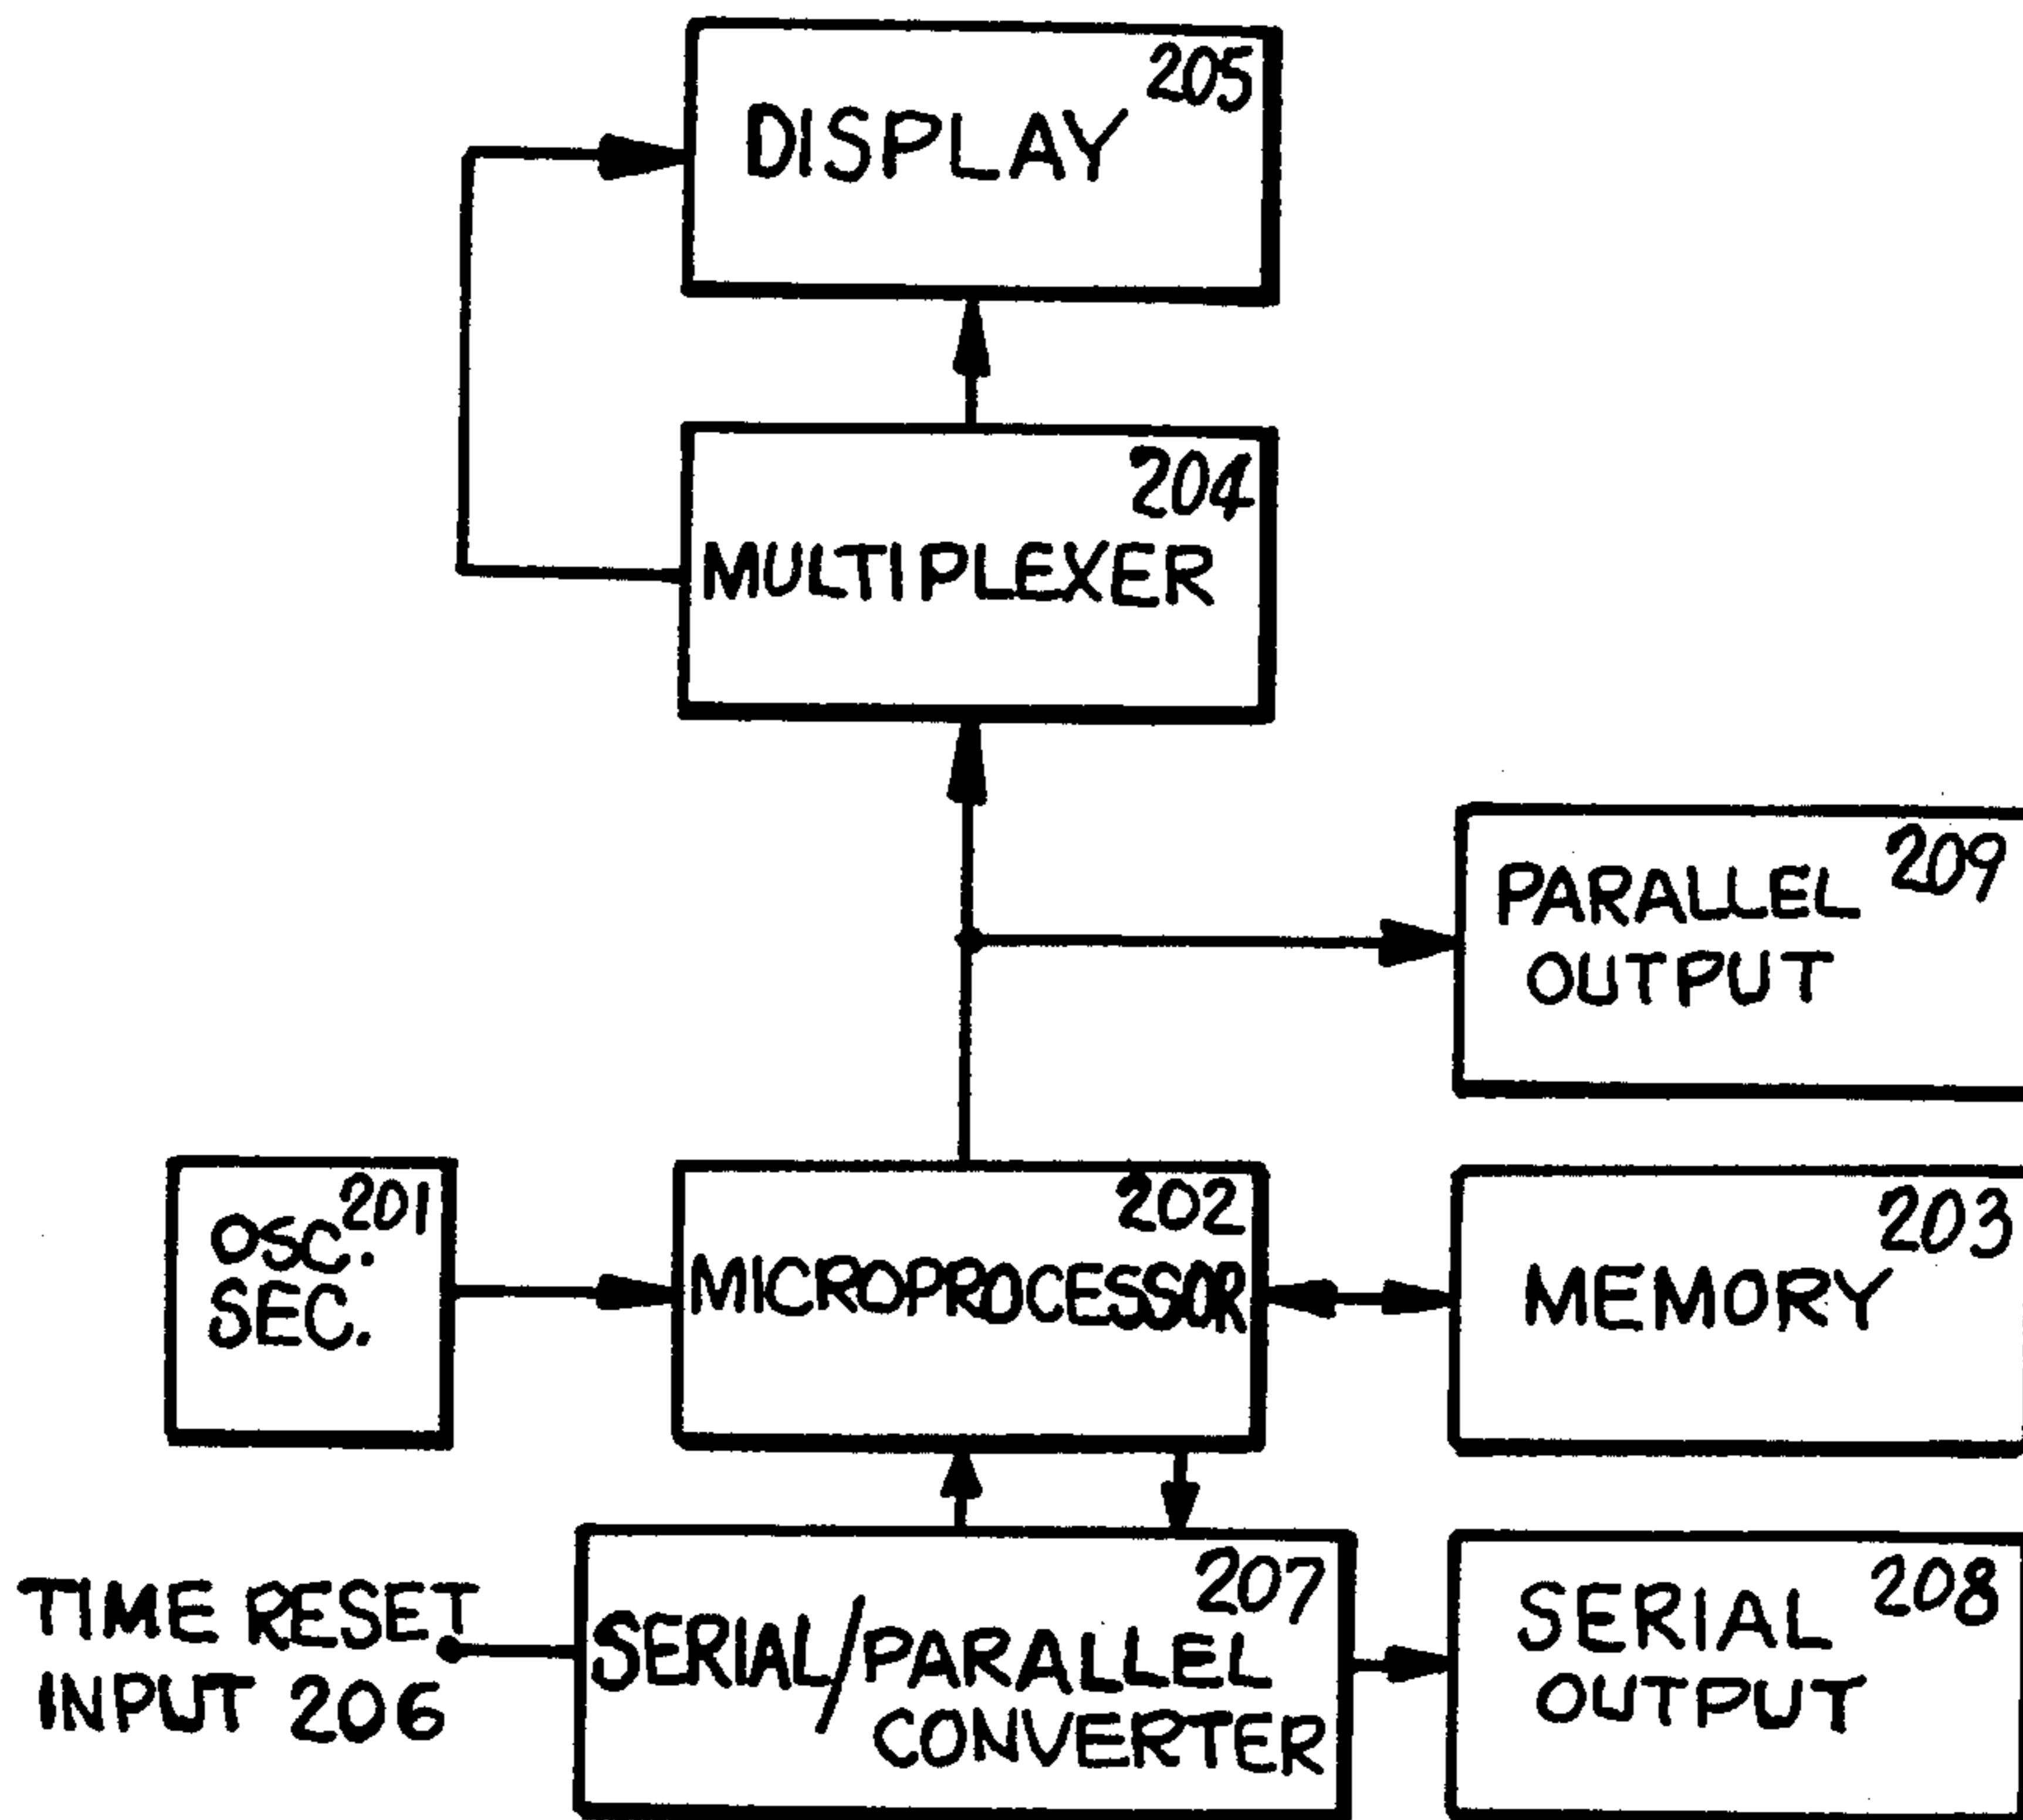 205
DISPLAY
204
MULTIPLEXER
209
PARALLEL
OUTPUT
201
OSC.
SEC.
202
MICROPROCESSOR
203
MEMORY
TIME RESET
INPUT 206
207
SERIAL/PARALLEL
CONVERTER
208
SERIAL
OUTPUT